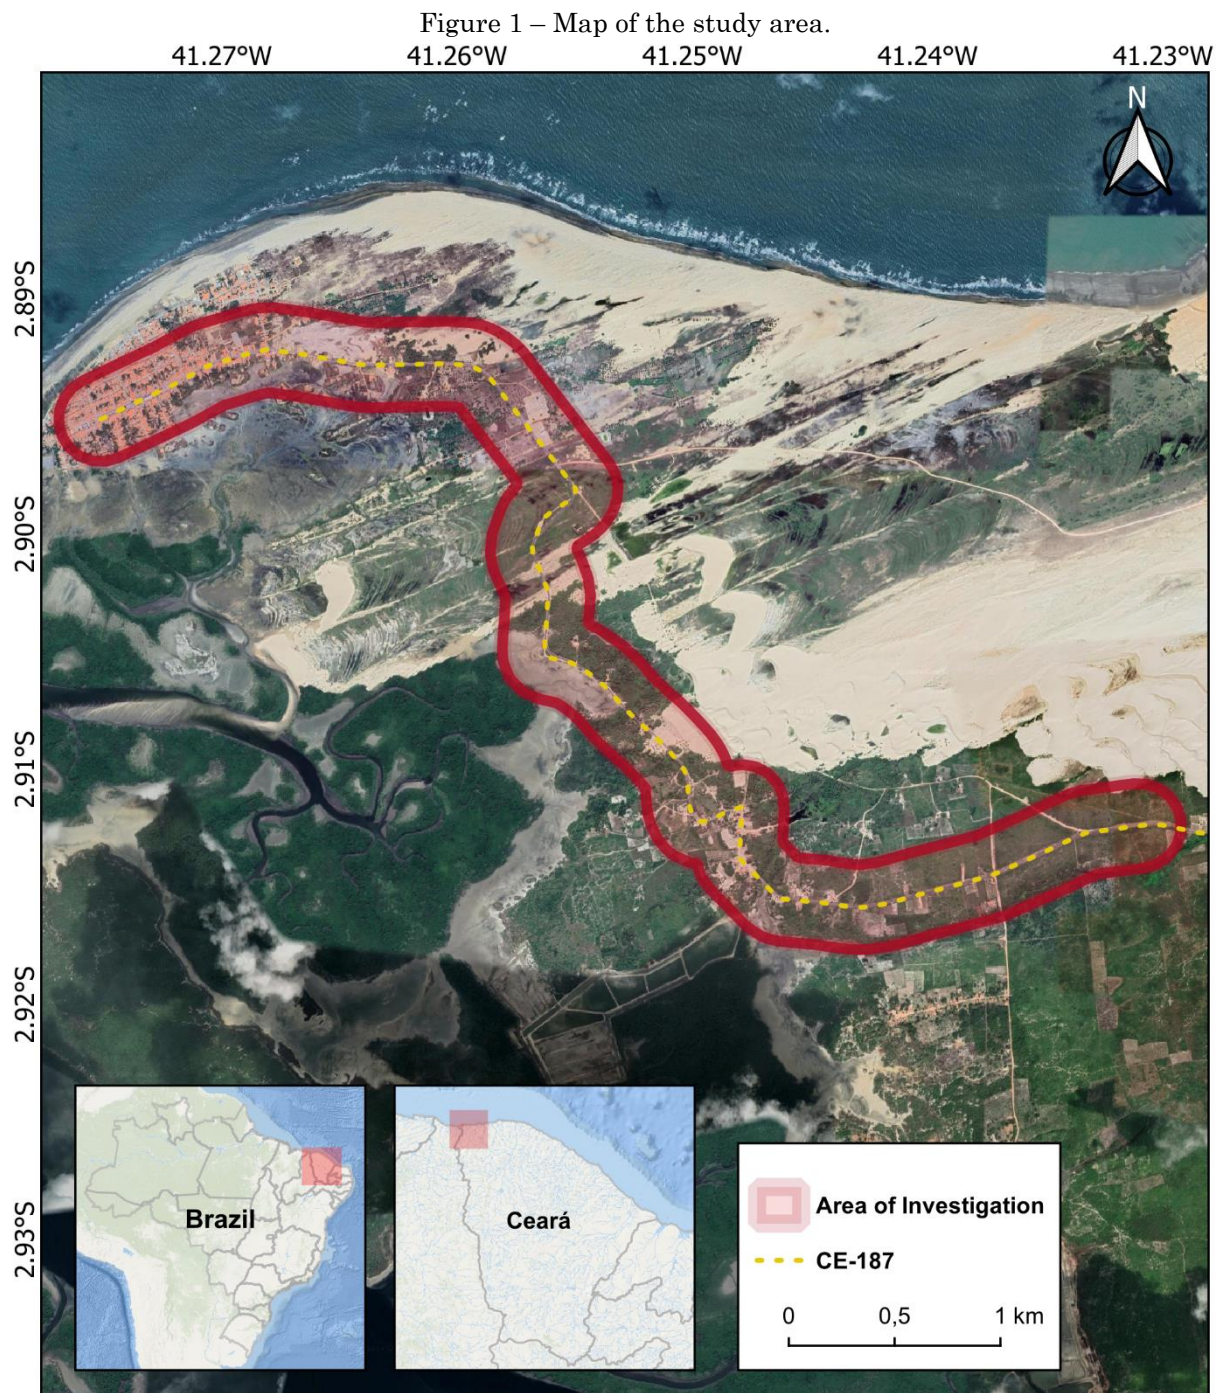 Figure 1 – Map of the study area.
41.27°W 41.26°W 41.25°W 41.24°W 41.23°W
N
2.89°S
2.90°S
2.91°S
2.92°S
2.93°S
Brazil
Ceará
Area of Investigation
CE-187
0 0,5 1 km